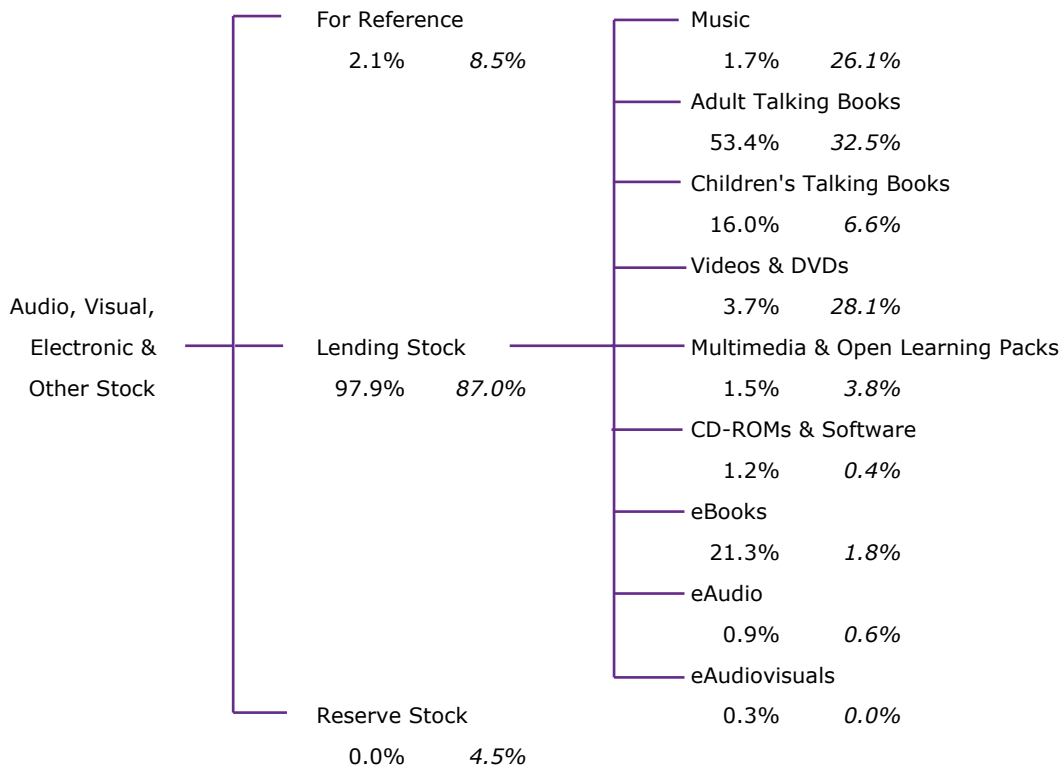 Audio, Visual,
Electronic &
Other Stock
For Reference
2.1% 8.5%
Lending Stock
97.9% 87.0%
Reserve Stock
0.0% 4.5%
Music
1.7% 26.1%
Adult Talking Books
53.4% 32.5%
Children's Talking Books
16.0% 6.6%
Videos & DVDs
3.7% 28.1%
Multimedia & Open Learning Packs
1.5% 3.8%
CD-ROMs & Software
1.2% 0.4%
eBooks
21.3% 1.8%
eAudio
0.9% 0.6%
eAudiovisuals
0.3% 0.0%